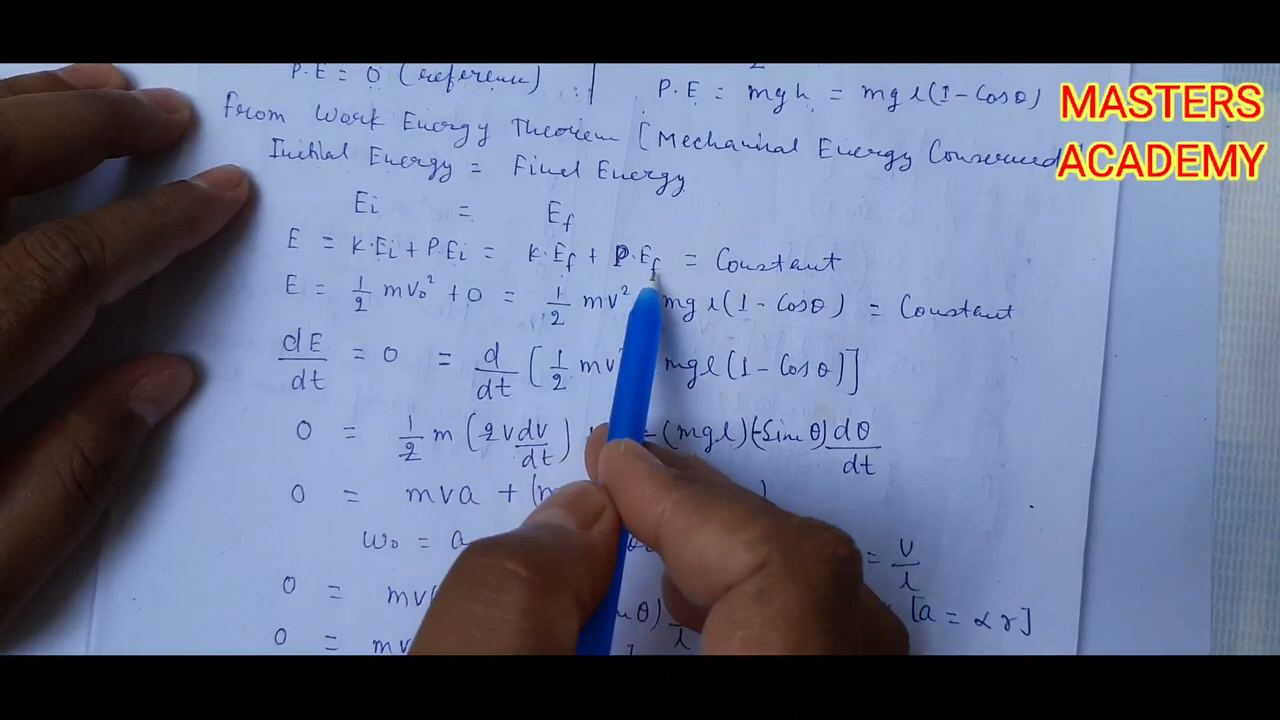 P.E = 0 (reference)
P.E = mgh = mgl(1 - Cosθ)
MASTERS
ACADEMY
From Work Energy Theorem [Mechanical Energy Conserved
Initial Energy = Final Energy
Ei = Ef
E = K.Ei + P.Ei = K.Ef + P.Ef = Constant
E = 1/2 mv₀² + 0 = 1/2 mv² mgl(1 - Cosθ) = Constant
dE/dt = 0 = d/dt [1/2 mv² mgl(1 - Cosθ)]
0 = 1/2 m (2v dv/dt) - (mgl)(-Sinθ) dθ/dt
0 = mva + (m )
ω₀ = = v/l
0 = mv( θ) /l [a = αr]
0 = mv